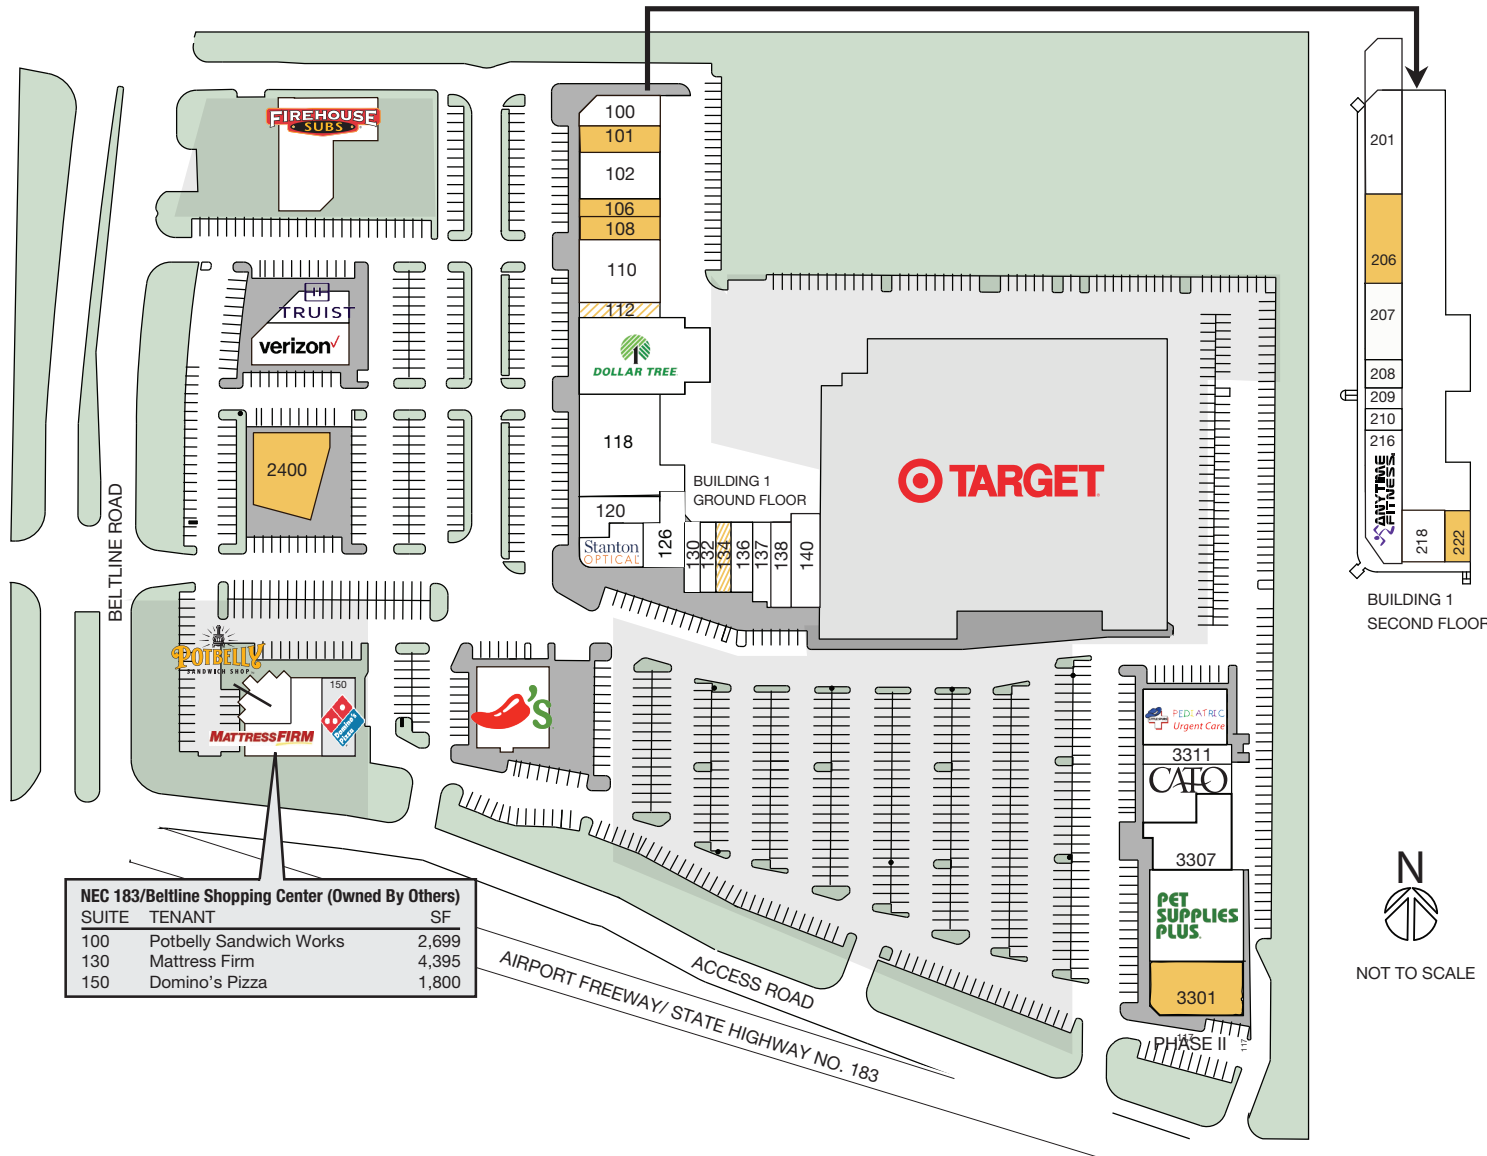 FIREHOUSE
SUBS
TRUIST
verizon
2400
BELTLINE ROAD
100
101
102
106
108
110
112
DOLLAR TREE
118
120
Stanton
OPTICAL
126
130
132
134
136
137
138
140
BUILDING 1
GROUND FLOOR
TARGET
201
206
207
208
209
210
216
ANYTIME
FITNESS
218
222
BUILDING 1
SECOND FLOOR
POTBELLY
SANDWICH SHOP
150
Domino's
Pizza
MATTRESSFIRM
'S
PEDIATRIC
Urgent Care
3311
CATO
3307
PET
SUPPLIES
PLUS
3301
PHASE II
117
117
N
NOT TO SCALE
NEC 183/Beltline Shopping Center (Owned By Others)
SUITE TENANT SF
100 Potbelly Sandwich Works 2,699
130 Mattress Firm 4,395
150 Domino's Pizza 1,800
ACCESS ROAD
AIRPORT FREEWAY/ STATE HIGHWAY NO. 183